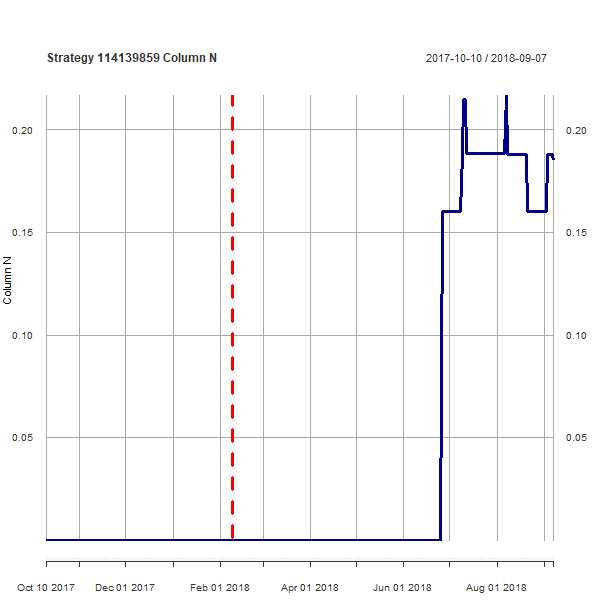 Strategy 114139859 Column N
2017-10-10 / 2018-09-07
0.20
0.20
0.15
0.15
0.10
0.10
0.05
0.05
Column N
Oct 10 2017
Dec 01 2017
Feb 01 2018
Apr 01 2018
Jun 01 2018
Aug 01 2018